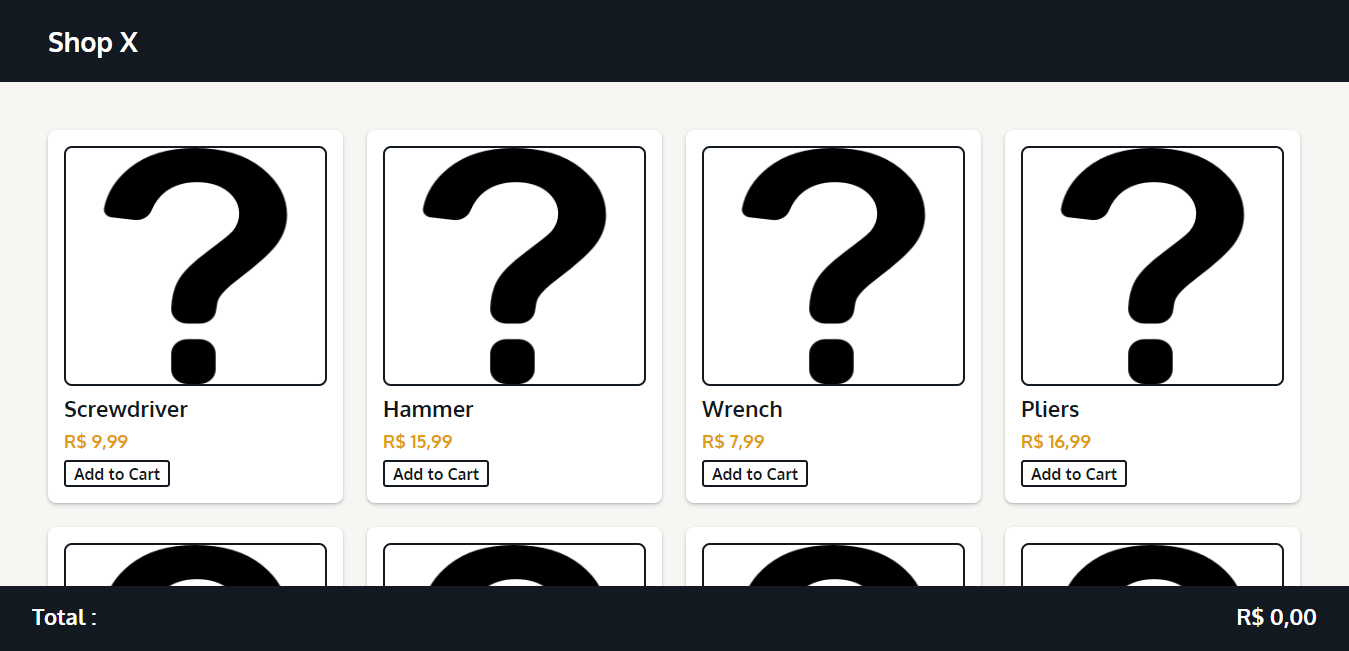 Shop X
Screwdriver
R$ 9,99
Add to Cart
Hammer
R$ 15,99
Add to Cart
Wrench
R$ 7,99
Add to Cart
Pliers
R$ 16,99
Add to Cart
Total :
R$ 0,00